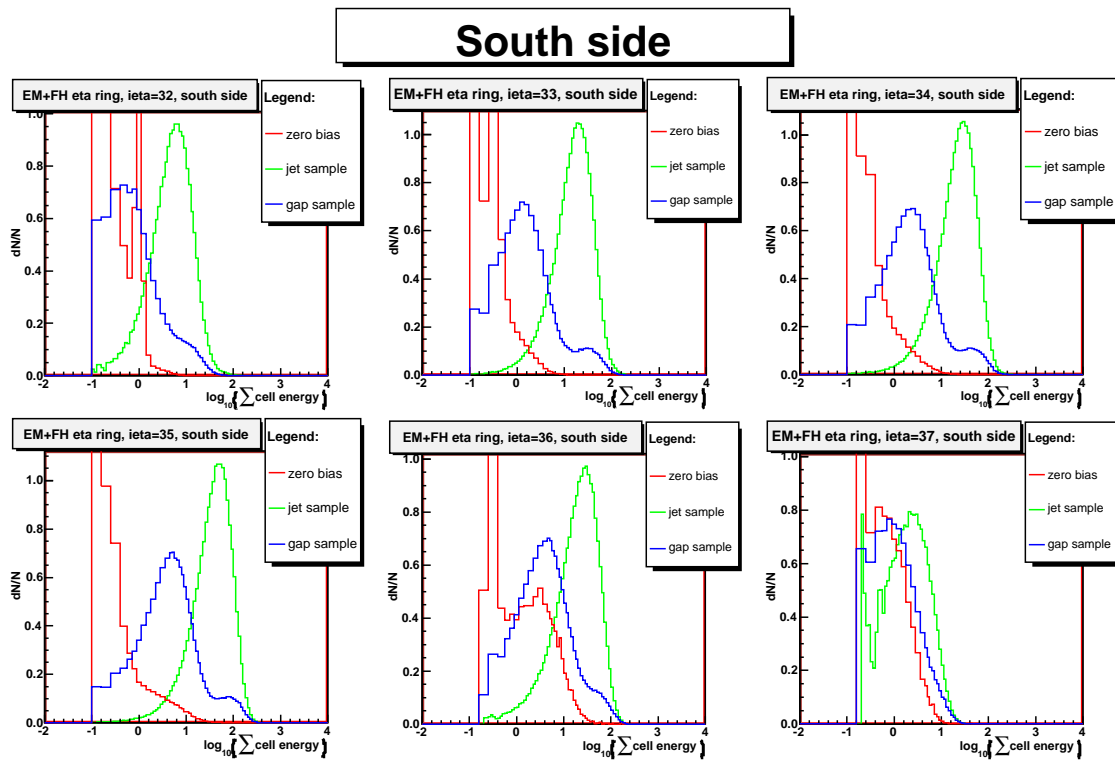 South side
EM+FH eta ring, ieta=32, south side
Legend:
zero bias
jet sample
gap sample
dN/N
1.0
0.8
0.6
0.4
0.2
0.0
-2 -1 0 1 2 3 4
log10(∑cell energy)
EM+FH eta ring, ieta=33, south side
Legend:
zero bias
jet sample
gap sample
dN/N
1.0
0.8
0.6
0.4
0.2
0.0
-2 -1 0 1 2 3 4
log10(∑cell energy)
EM+FH eta ring, ieta=34, south side
Legend:
zero bias
jet sample
gap sample
dN/N
1.0
0.8
0.6
0.4
0.2
0.0
-2 -1 0 1 2 3 4
log10(∑cell energy)
EM+FH eta ring, ieta=35, south side
Legend:
zero bias
jet sample
gap sample
dN/N
1.0
0.8
0.6
0.4
0.2
0.0
-2 -1 0 1 2 3 4
log10(∑cell energy)
EM+FH eta ring, ieta=36, south side
Legend:
zero bias
jet sample
gap sample
dN/N
1.0
0.8
0.6
0.4
0.2
0.0
-2 -1 0 1 2 3 4
log10(∑cell energy)
EM+FH eta ring, ieta=37, south side
Legend:
zero bias
jet sample
gap sample
dN/N
1.0
0.8
0.6
0.4
0.2
0.0
-2 -1 0 1 2 3 4
log10(∑cell energy)